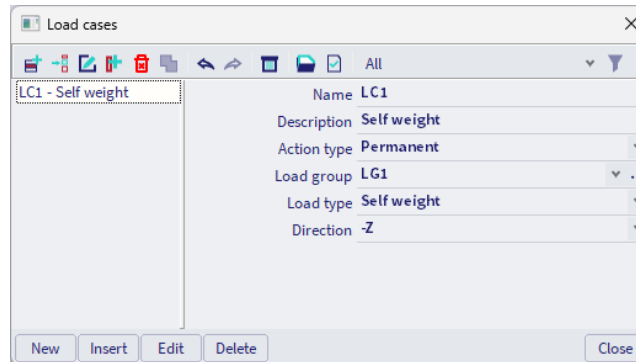 Load cases
All
LC1 - Self weight
Name LC1
Description Self weight
Action type Permanent
Load group LG1
Load type Self weight
Direction -Z
New Insert Edit Delete Close